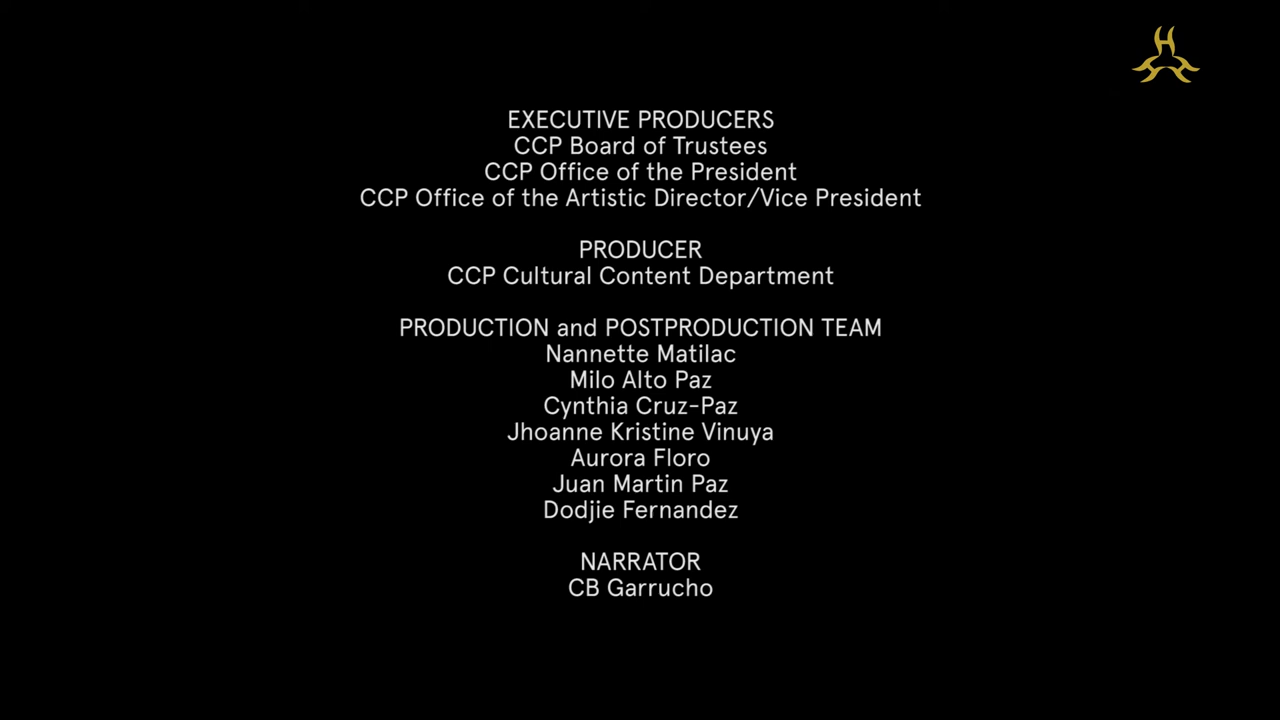 EXECUTIVE PRODUCERS
CCP Board of Trustees
CCP Office of the President
CCP Office of the Artistic Director/Vice President
PRODUCER
CCP Cultural Content Department
PRODUCTION and POSTPRODUCTION TEAM
Nannette Matilac
Milo Alto Paz
Cynthia Cruz-Paz
Jhoanne Kristine Vinuya
Aurora Floro
Juan Martin Paz
Dodjie Fernandez
NARRATOR
CB Garrucho